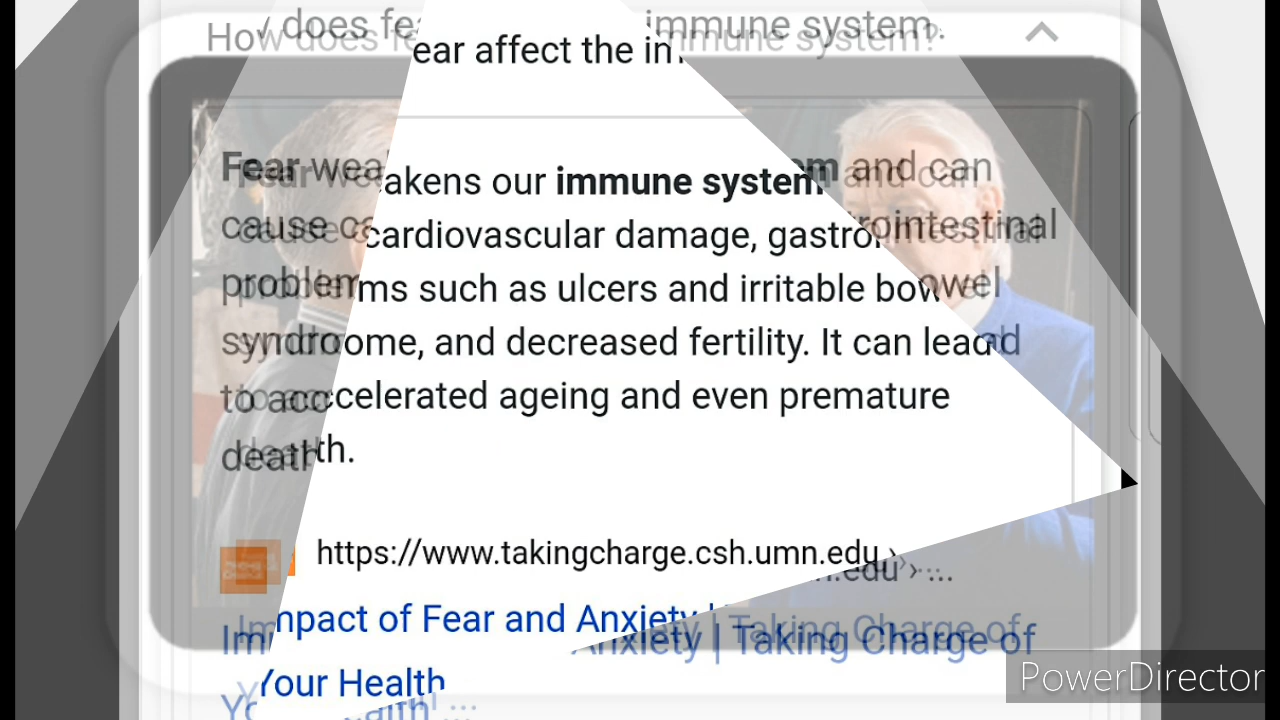 How does fear affect the immune system?
Fear weakens our immune system and can
cause cardiovascular damage, gastrointestinal
problems such as ulcers and irritable bowel
syndrome, and decreased fertility. It can lead
to accelerated ageing and even premature
death.
https://www.takingcharge.csh.umn.edu › ...
Impact of Fear and Anxiety | Taking Charge of
Your Health ...
PowerDirector